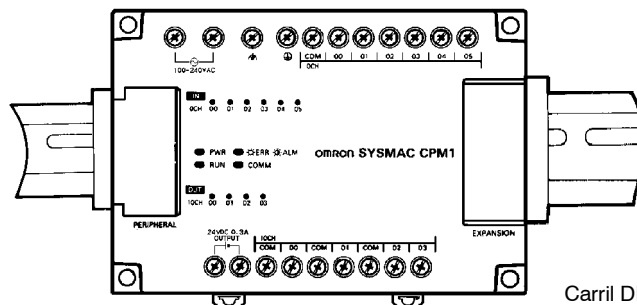 COM 00 01 02 03 04 05
0CH
100-240VAC
IN
0CH 00 01 02 03 04 05
PWR ERR ALM
RUN COMM
omron SYSMAC CPM1
OUT
10CH 00 01 02 03
PERIPHERAL
EXPANSION
24VDC 0.3A
OUTPUT
10CH
COM 00 COM 01 COM 02 03
Carril D